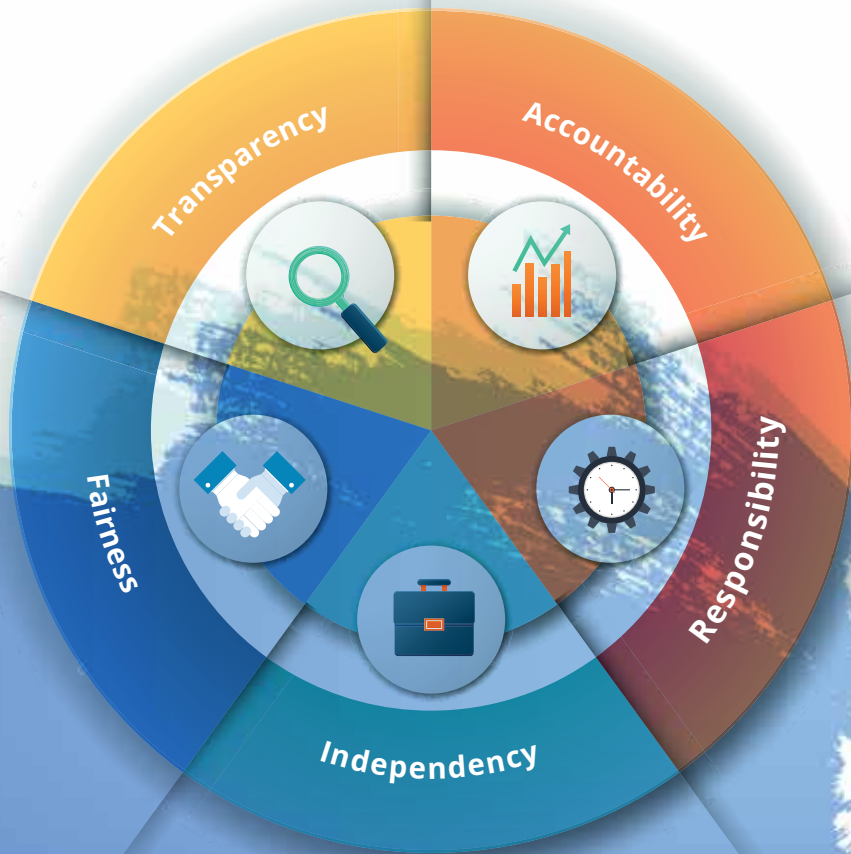 Transparency
Accountability
Responsibility
Independency
Fairness